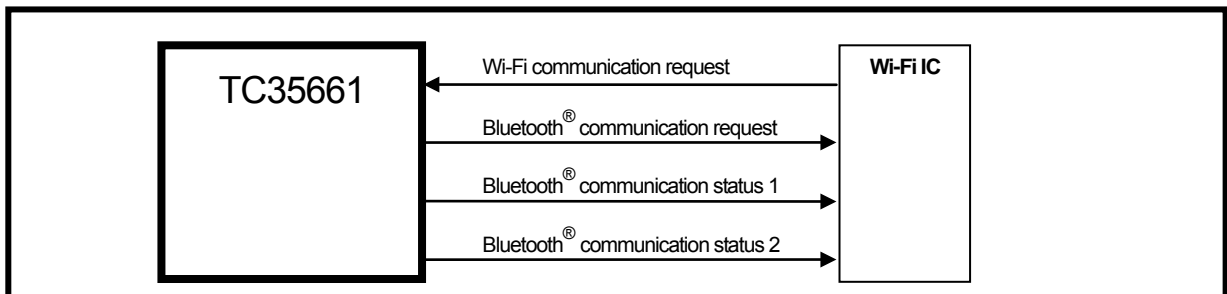 TC35661
Wi-Fi communication request
Wi-Fi IC
Bluetooth® communication request
Bluetooth® communication status 1
Bluetooth® communication status 2